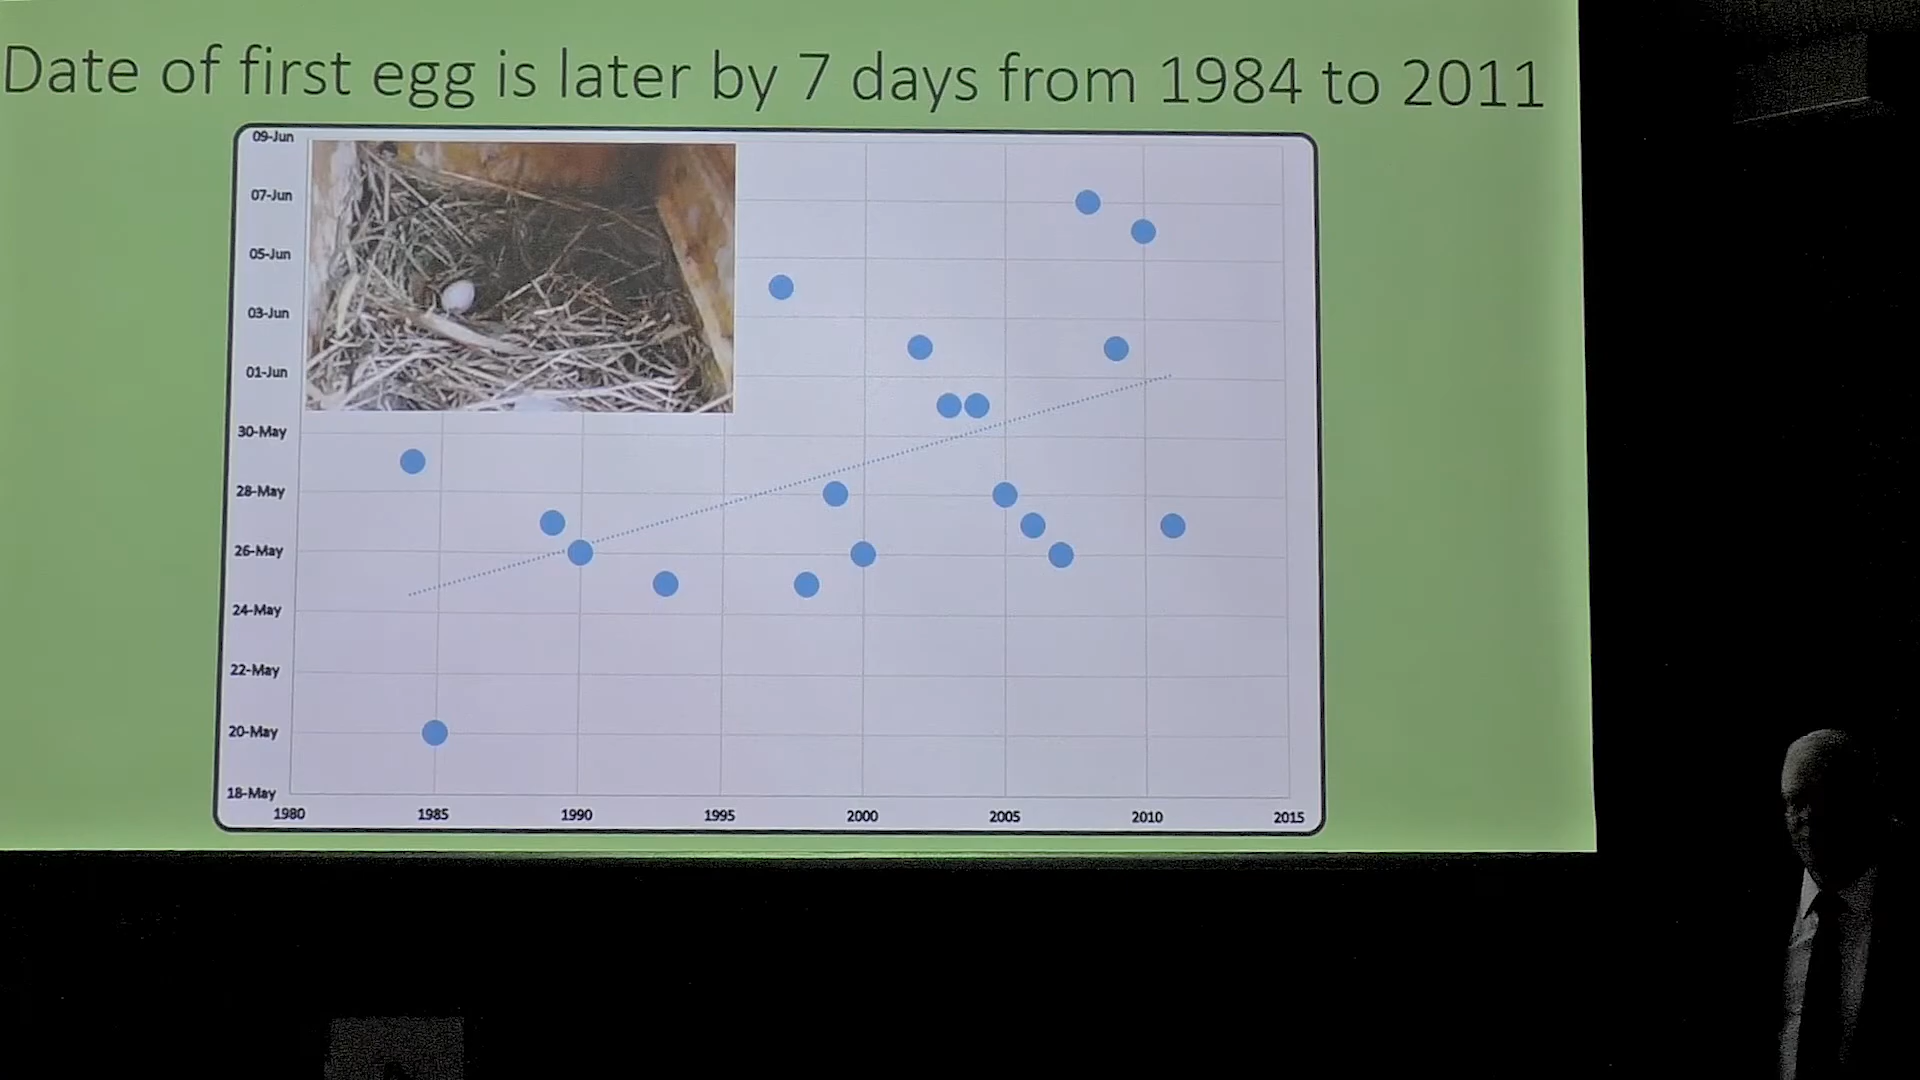 Date of first egg is later by 7 days from 1984 to 2011
09-Jun
07-Jun
05-Jun
03-Jun
01-Jun
30-May
28-May
26-May
24-May
22-May
20-May
18-May
1980 1985 1990 1995 2000 2005 2010 2015